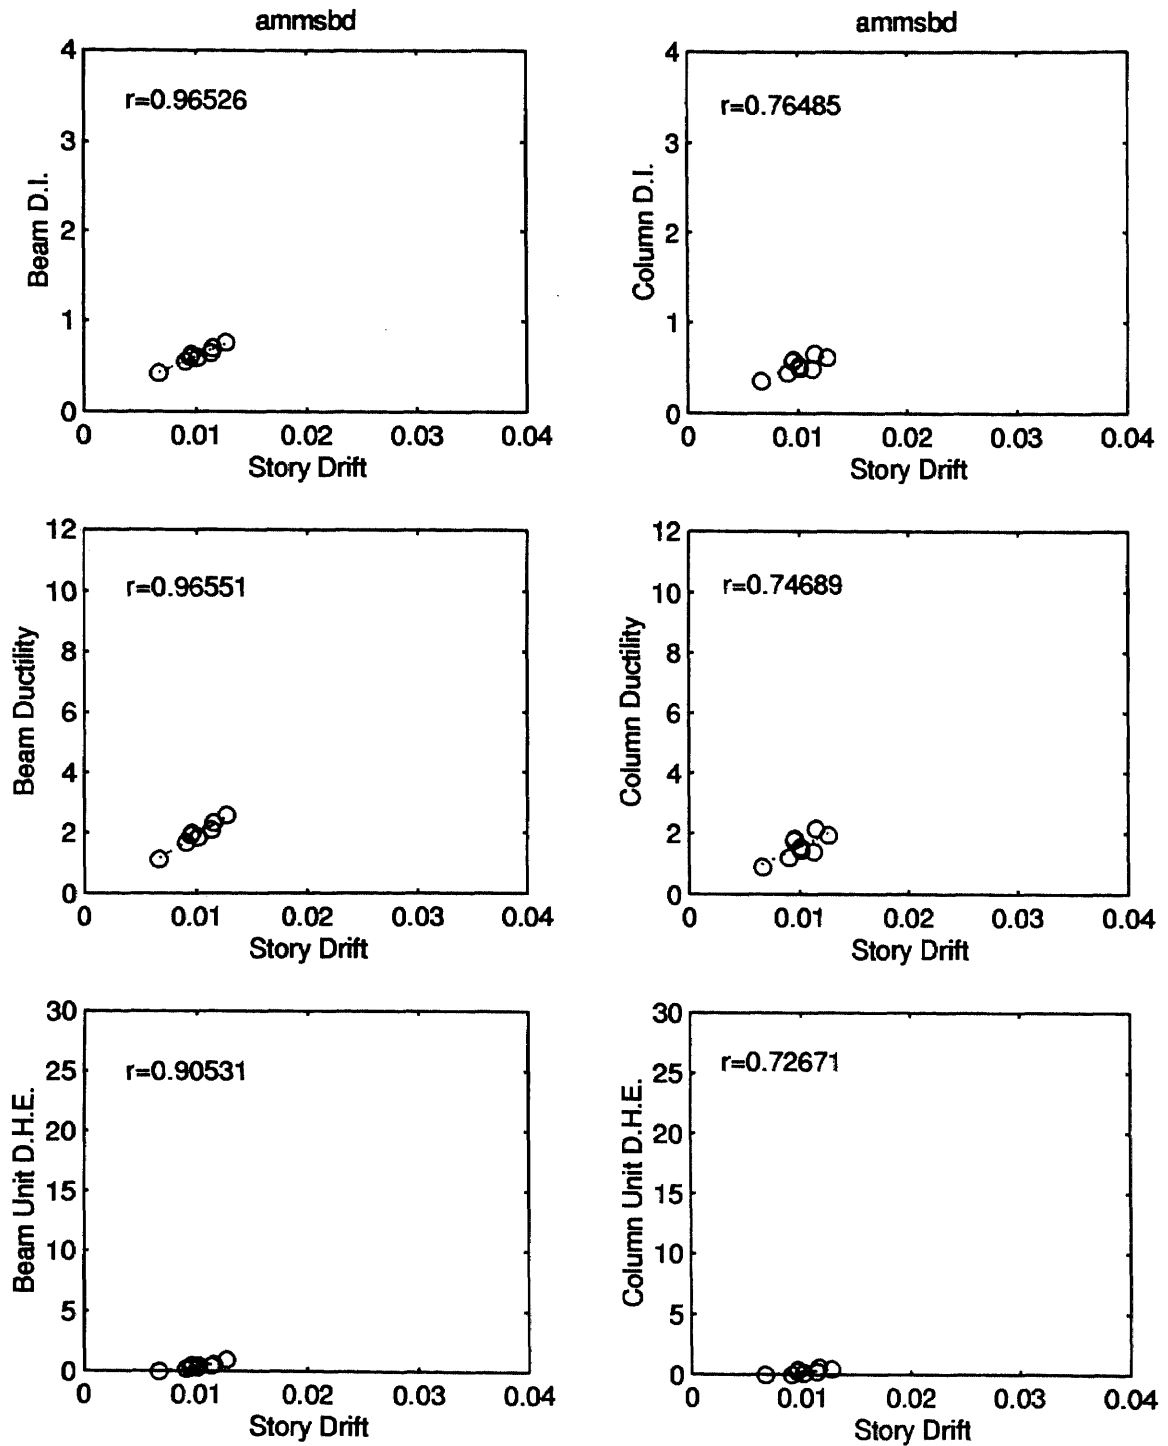 ammsbd
4
r=0.96526
3
Beam D.I.
2
1
0
0 0.01 0.02 0.03 0.04
Story Drift
ammsbd
4
r=0.76485
3
Column D.I.
2
1
0
0 0.01 0.02 0.03 0.04
Story Drift
12
r=0.96551
10
8
Beam Ductility
6
4
2
0
0 0.01 0.02 0.03 0.04
Story Drift
12
r=0.74689
10
8
Column Ductility
6
4
2
0
0 0.01 0.02 0.03 0.04
Story Drift
30
r=0.90531
25
20
Beam Unit D.H.E.
15
10
5
0
0 0.01 0.02 0.03 0.04
Story Drift
30
r=0.72671
25
20
Column Unit D.H.E.
15
10
5
0
0 0.01 0.02 0.03 0.04
Story Drift